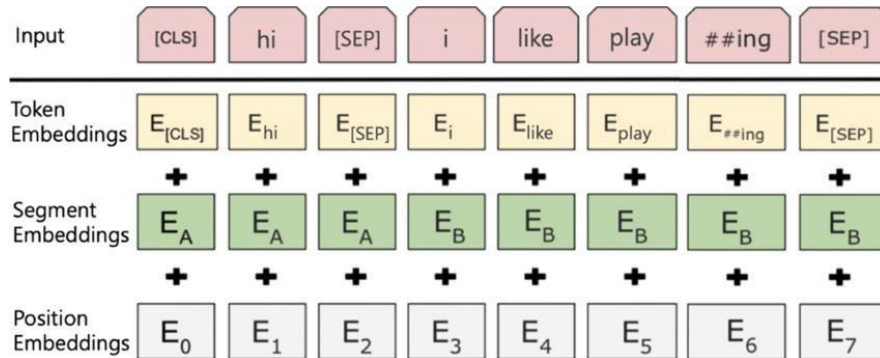 Input [CLS] hi [SEP] i like play ##ing [SEP]
Token
Embeddings E[CLS] Ehi E[SEP] Ei Elike Eplay E##ing E[SEP]
+ + + + + + + +
Segment
Embeddings EA EA EA EB EB EB EB EB
+ + + + + + + +
Position
Embeddings E0 E1 E2 E3 E4 E5 E6 E7